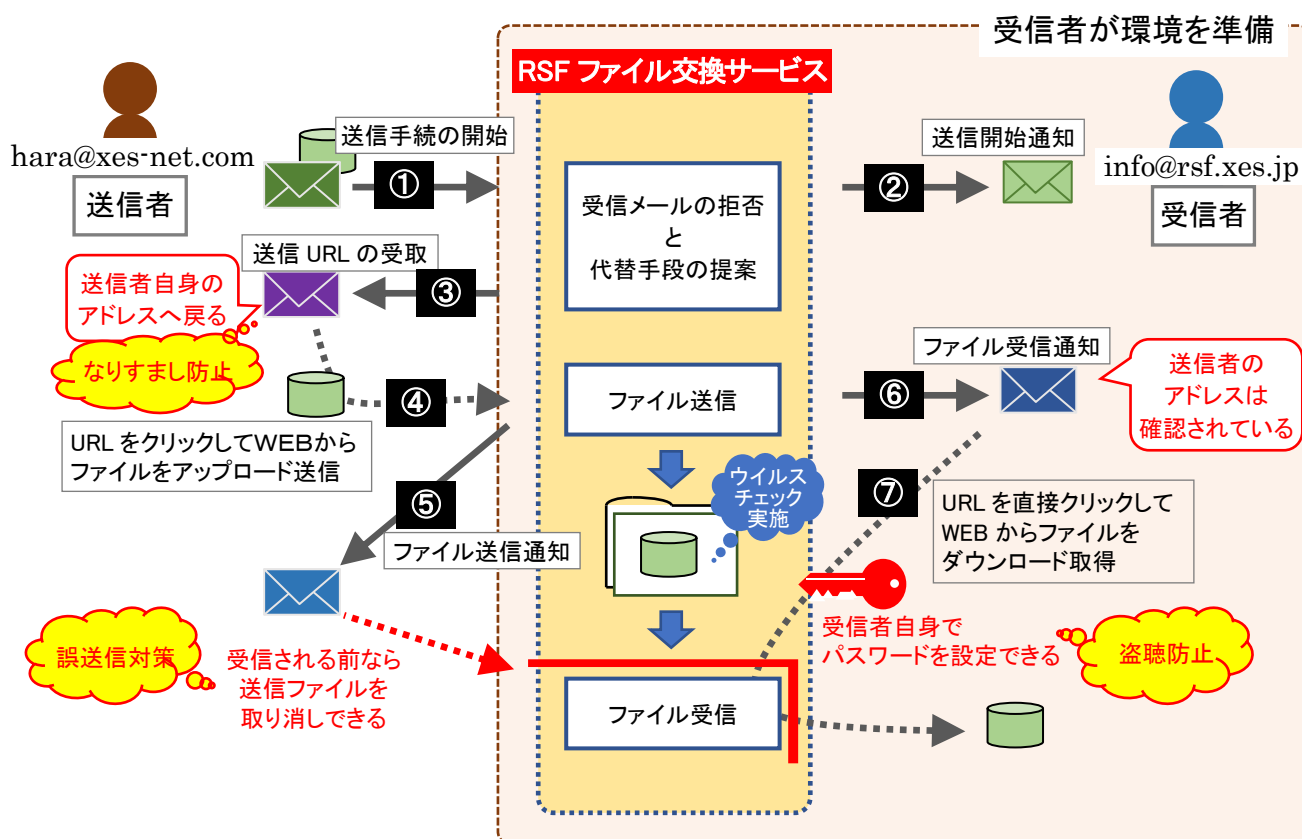 受信者が環境を準備
RSF ファイル交換サービス
hara@xes-net.com
送信者
送信手続の開始
①
受信メールの拒否
と
代替手段の提案
②
送信開始通知
info@rsf.xes.jp
受信者
送信 URL の受取
③
送信者自身の
アドレスへ戻る
なりすまし防止
④
URL をクリックしてWEBから
ファイルをアップロード送信
ファイル送信
⑥
ファイル受信通知
送信者の
アドレスは
確認されている
⑤
ファイル送信通知
ウイルス
チェック
実施
⑦
URL を直接クリックして
WEB からファイルを
ダウンロード取得
誤送信対策
受信される前なら
送信ファイルを
取り消しできる
受信者自身で
パスワードを設定できる
盗聴防止
ファイル受信